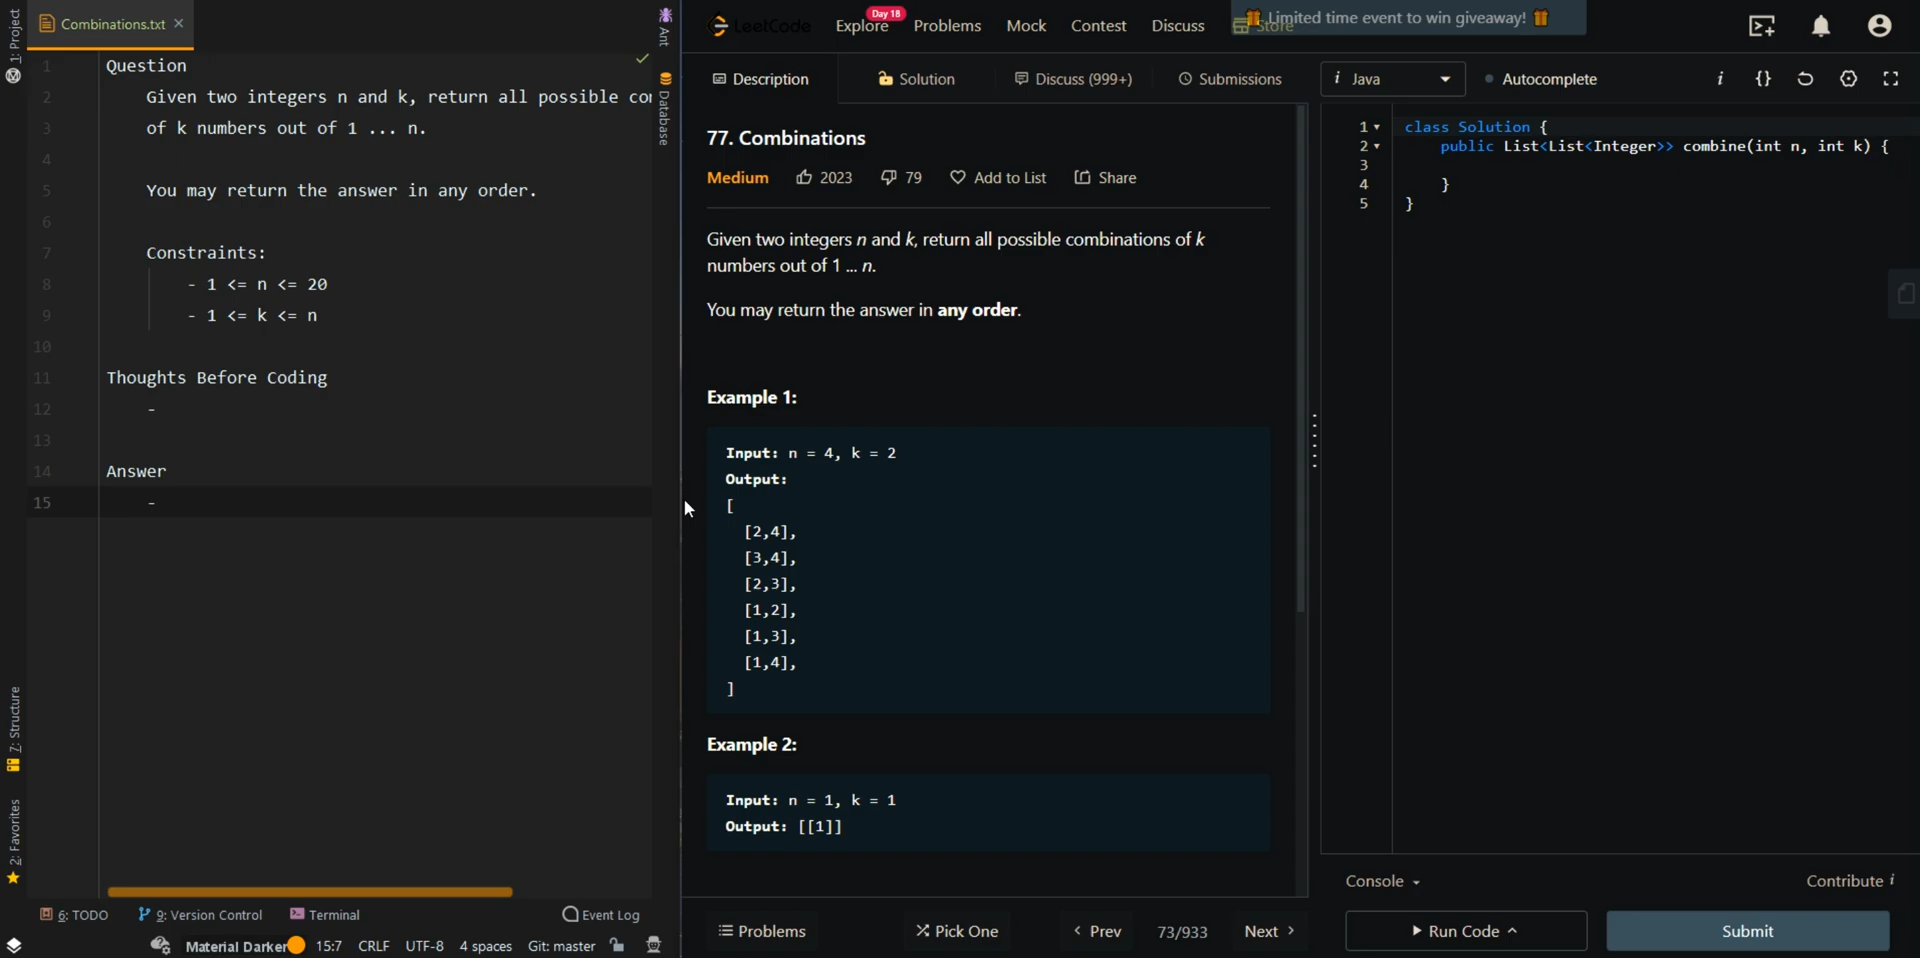 1: Project
Combinations.txt
Ant
Database
1 Question
2 Given two integers n and k, return all possible co
3 of k numbers out of 1 ... n.
4
5 You may return the answer in any order.
6
7 Constraints:
8 - 1 <= n <= 20
9 - 1 <= k <= n
10
11 Thoughts Before Coding
12 -
13
14 Answer
15 -
7: Structure
2: Favorites
6: TODO
9: Version Control
Terminal
Event Log
Material Darker
15:7
CRLF
UTF-8
4 spaces
Git: master
LeetCode
Explore
Day 18
Problems
Mock
Contest
Discuss
Store
Limited time event to win giveaway!
Description
Solution
Discuss (999+)
Submissions
77. Combinations
Medium
2023
79
Add to List
Share
Given two integers n and k, return all possible combinations of k
numbers out of 1 ... n.
You may return the answer in any order.
Example 1:
Input: n = 4, k = 2
Output:
[
[2,4],
[3,4],
[2,3],
[1,2],
[1,3],
[1,4],
]
Example 2:
Input: n = 1, k = 1
Output: [[1]]
Problems
Pick One
Prev
73/933
Next
i Java
Autocomplete
i
{}
1 class Solution {
2 public List<List<Integer>> combine(int n, int k) {
3
4 }
5 }
Console
Contribute i
Run Code
Submit